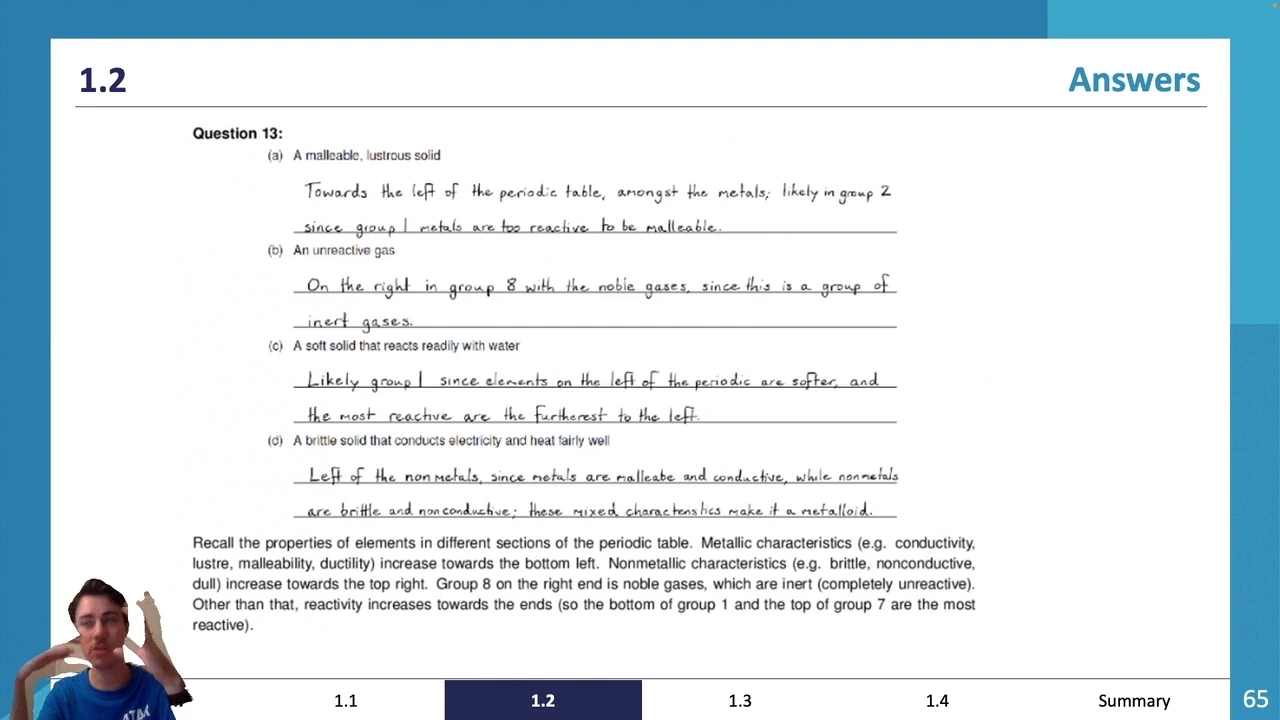 1.2
Answers
Question 13:
(a) A malleable, lustrous solid
Towards the left of the periodic table, amongst the metals; likely in group 2
since group 1 metals are too reactive to be malleable.
(b) An unreactive gas
On the right in group 8 with the noble gases, since this is a group of
inert gases.
(c) A soft solid that reacts readily with water
Likely group 1 since elements on the left of the periodic are softer, and
the most reactive are the furtherest to the left.
(d) A brittle solid that conducts electricity and heat fairly well
Left of the nonmetals, since metals are malleabe and conductive, while nonmetals
are brittle and nonconductive; these mixed characteristics make it a metalloid.
Recall the properties of elements in different sections of the periodic table. Metallic characteristics (e.g. conductivity,
lustre, malleability, ductility) increase towards the bottom left. Nonmetallic characteristics (e.g. brittle, nonconductive,
dull) increase towards the top right. Group 8 on the right end is noble gases, which are inert (completely unreactive).
Other than that, reactivity increases towards the ends (so the bottom of group 1 and the top of group 7 are the most
reactive).
1.1 1.2 1.3 1.4 Summary 65